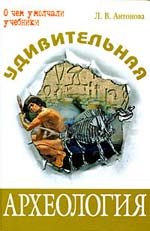 О чем умолчали
учебники
Л. В. Антонова
УДИВИТЕЛЬНАЯ
АРХЕОЛОГИЯ